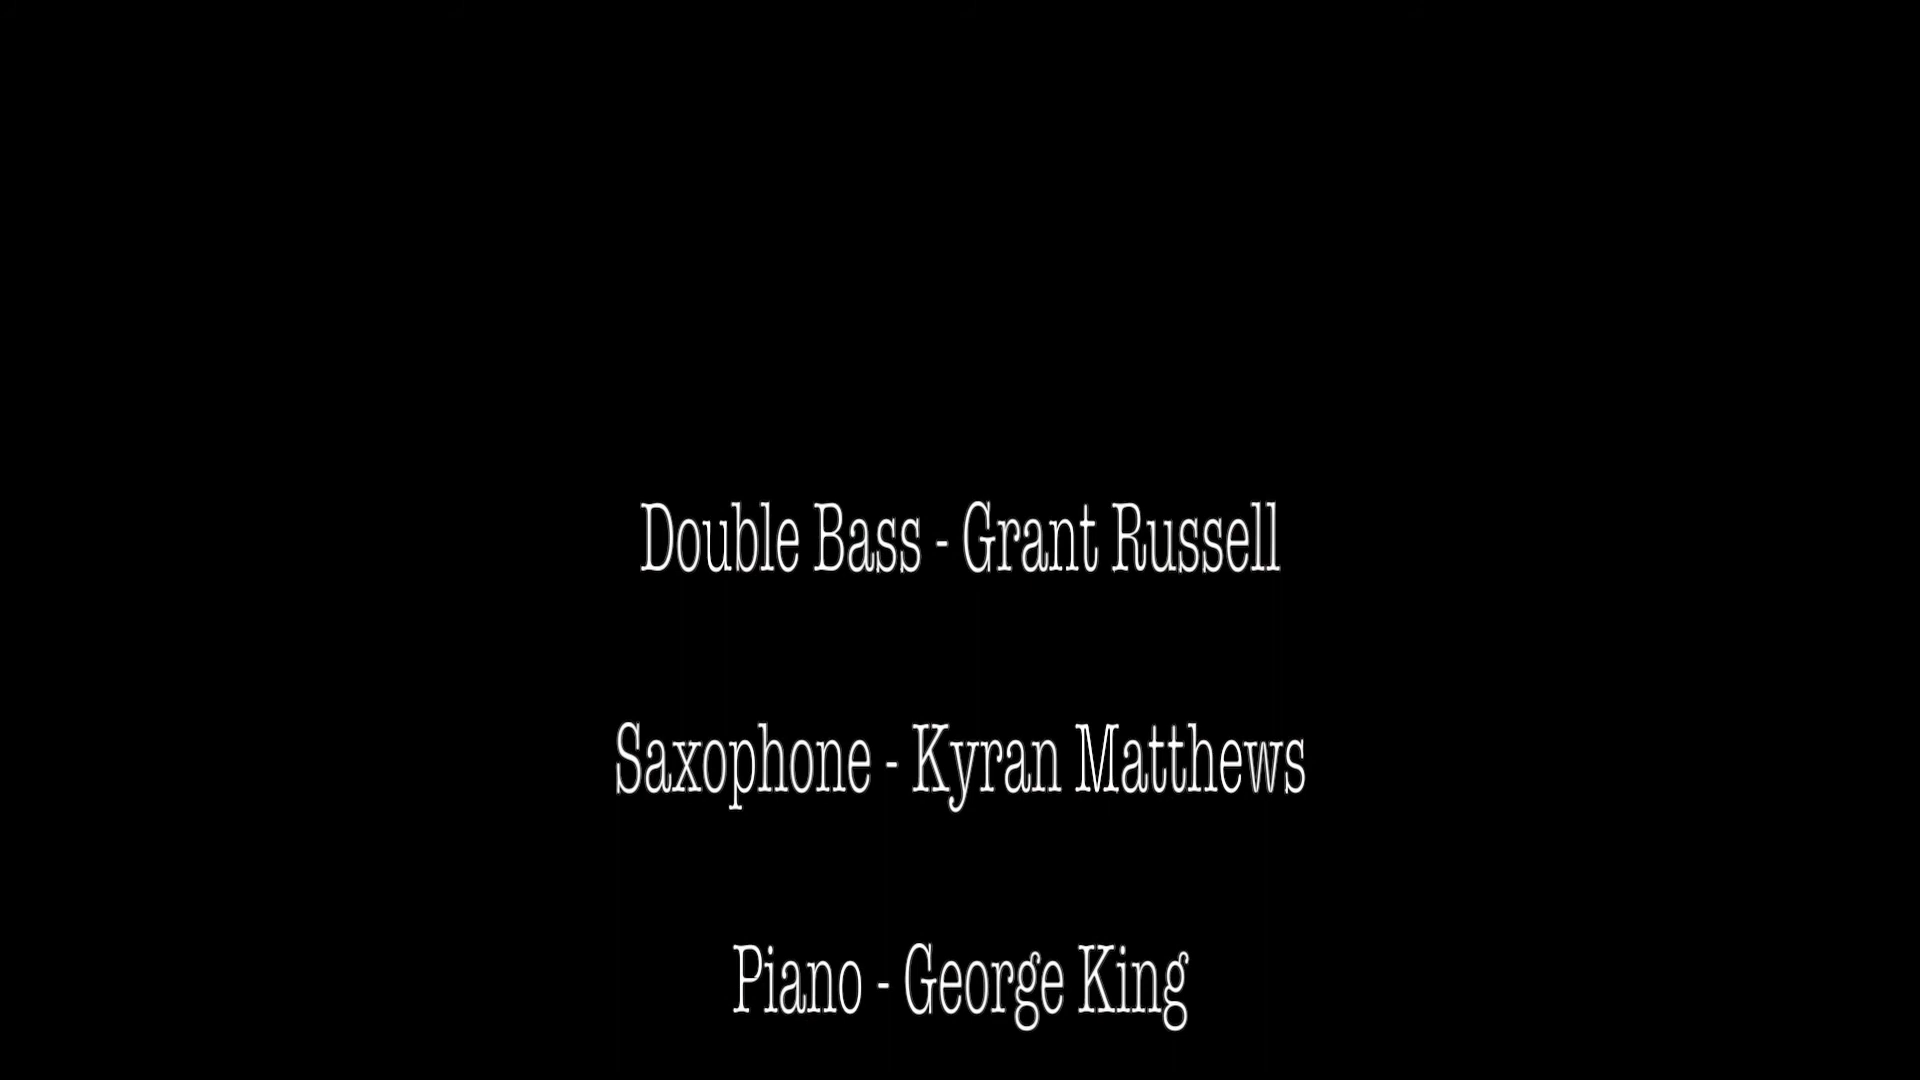 Double Bass - Grant Russell
Saxophone - Kyran Matthews
Piano - George King